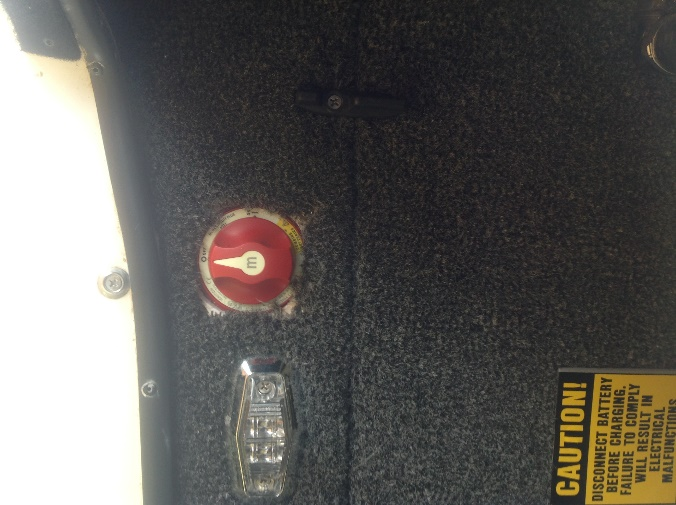 m
CAUTION!
DISCONNECT BATTERY
BEFORE CHARGING.
FAILURE TO COMPLY
WILL RESULT IN
ELECTRICAL
MALFUNCTIONS